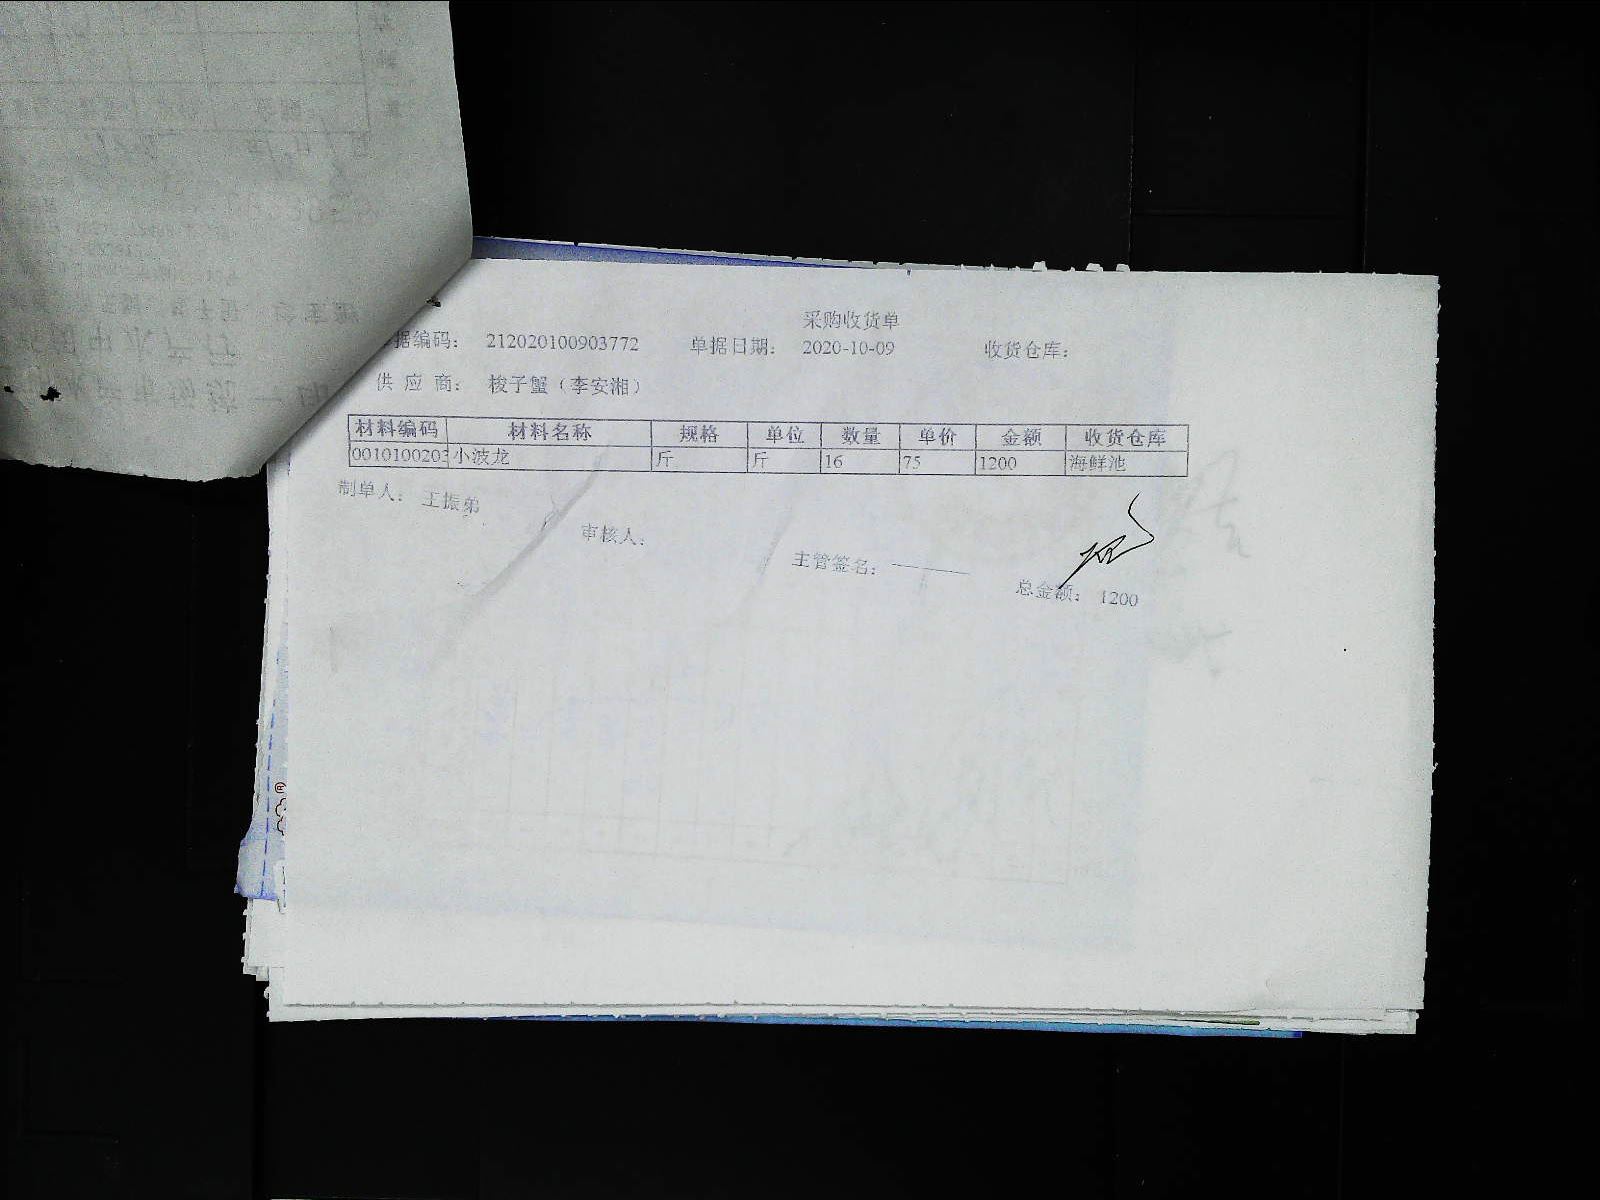 采购收货单
据编码： 212020100903772 单据日期： 2020-10-09 收货仓库：
供 应 商： 梭子蟹（李安湘）
材料编码 材料名称 规格 单位 数量 单价 金额 收货仓库
0010100203 小波龙 斤 斤 16 75 1200 海鲜池
制单人： 王振弟
审核人：
主管签名：
总金额： 1200